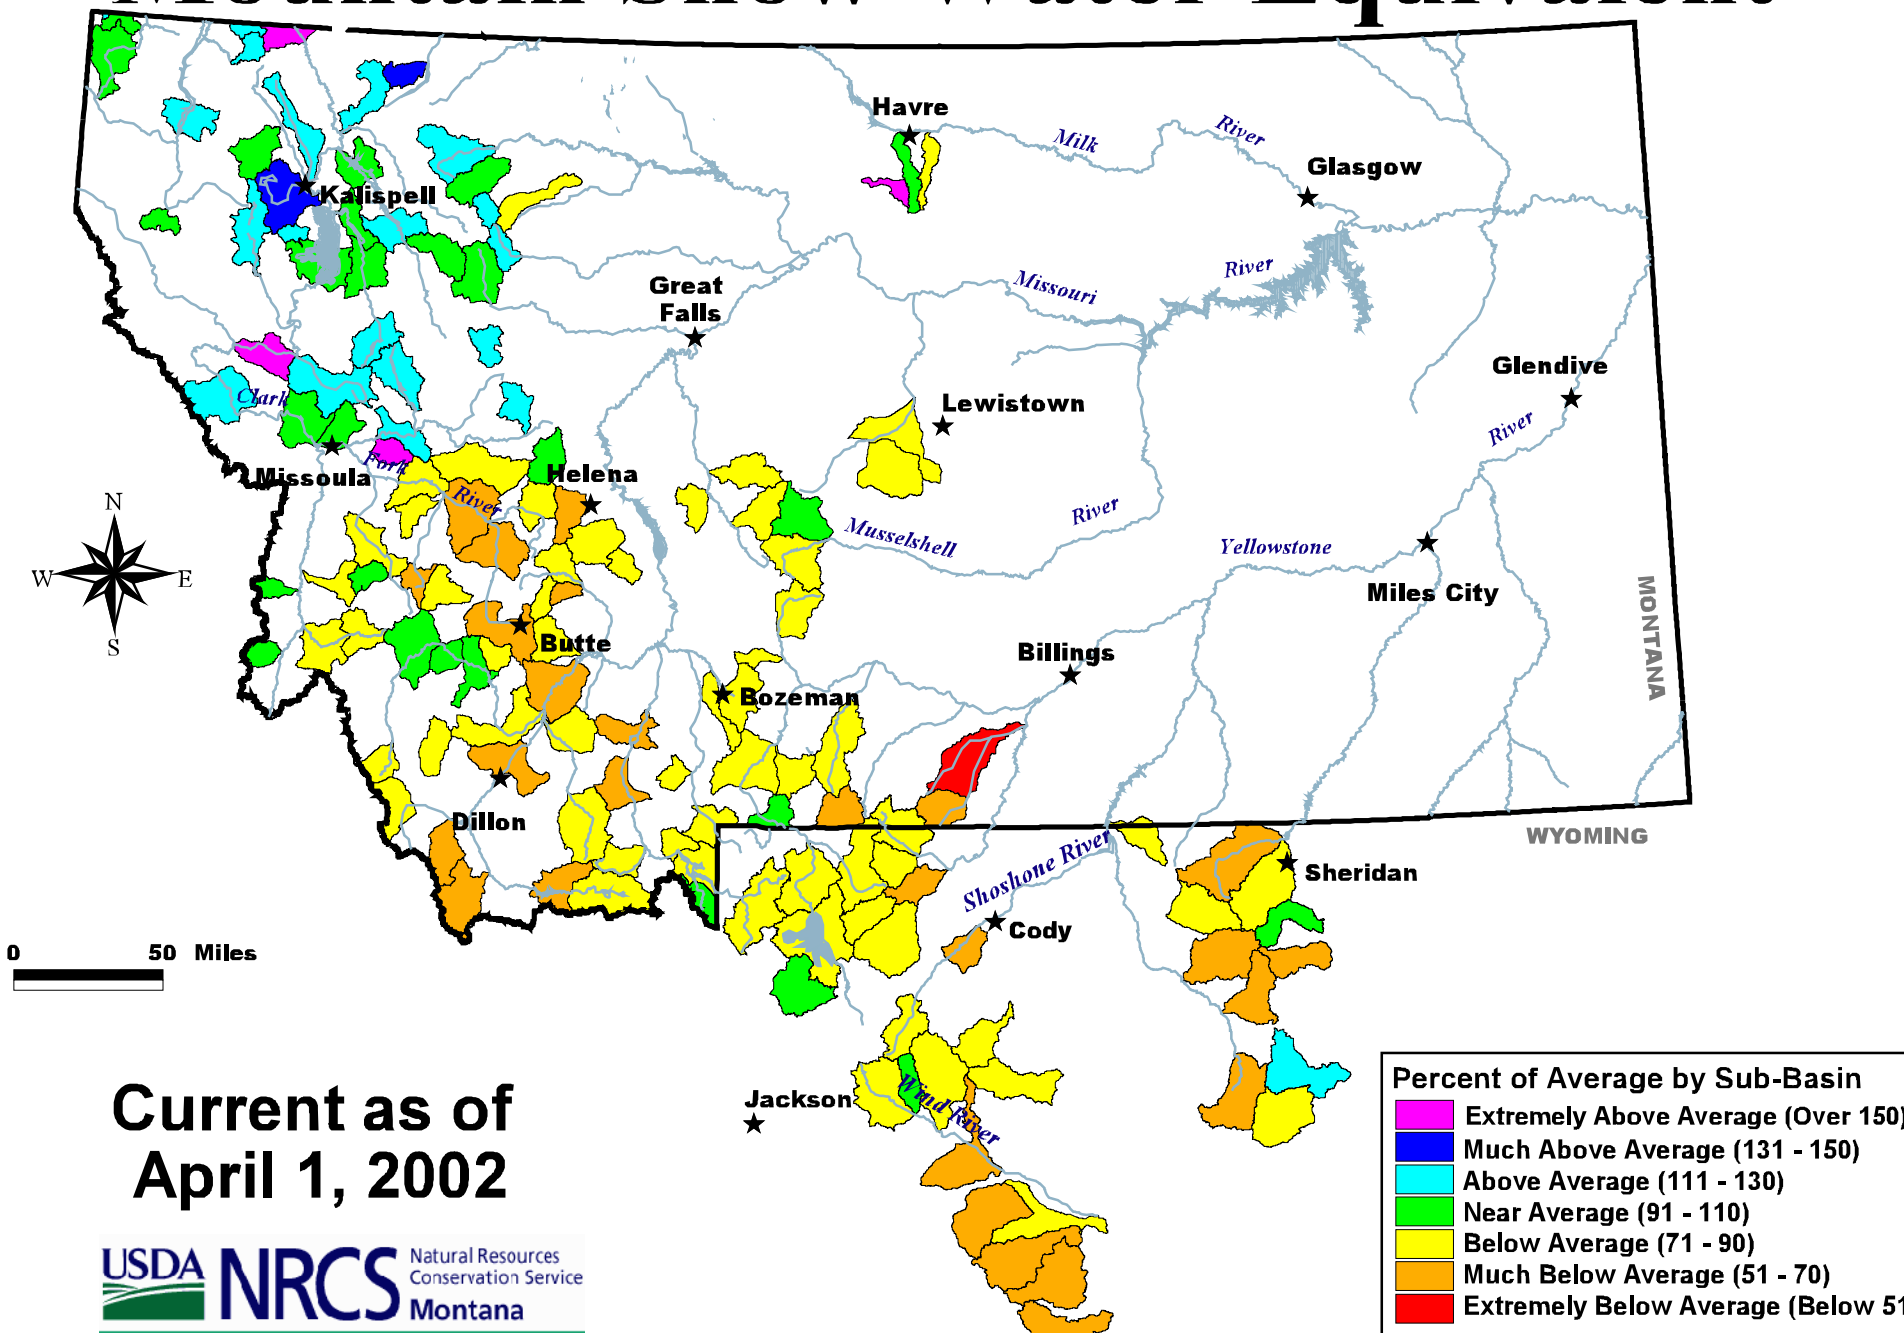 Mountain Snow Water Equivalent
Havre
Milk
River
Glasgow
Kalispell
Great
Falls
Missouri
River
Glendive
River
Clark
Lewistown
Missoula
Fork
River
Helena
Musselshell
River
Yellowstone
Miles City
MONTANA
N
W
E
S
Butte
Billings
Bozeman
Dillon
WYOMING
Shoshone River
Sheridan
Cody
0 50 Miles
Jackson
Wind River
Current as of
April 1, 2002
USDA NRCS
Natural Resources
Conservation Service
Montana
Percent of Average by Sub-Basin
Extremely Above Average (Over 150)
Much Above Average (131 - 150)
Above Average (111 - 130)
Near Average (91 - 110)
Below Average (71 - 90)
Much Below Average (51 - 70)
Extremely Below Average (Below 51